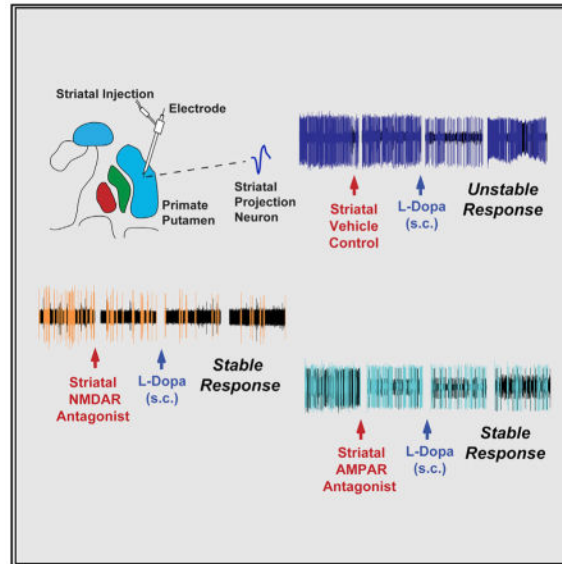 Striatal Injection
Electrode
Primate
Putamen
Striatal
Projection
Neuron
Striatal
Vehicle
Control
L-Dopa
(s.c.)
Unstable
Response
Striatal
NMDAR
Antagonist
L-Dopa
(s.c.)
Stable
Response
Striatal
AMPAR
Antagonist
L-Dopa
(s.c.)
Stable
Response